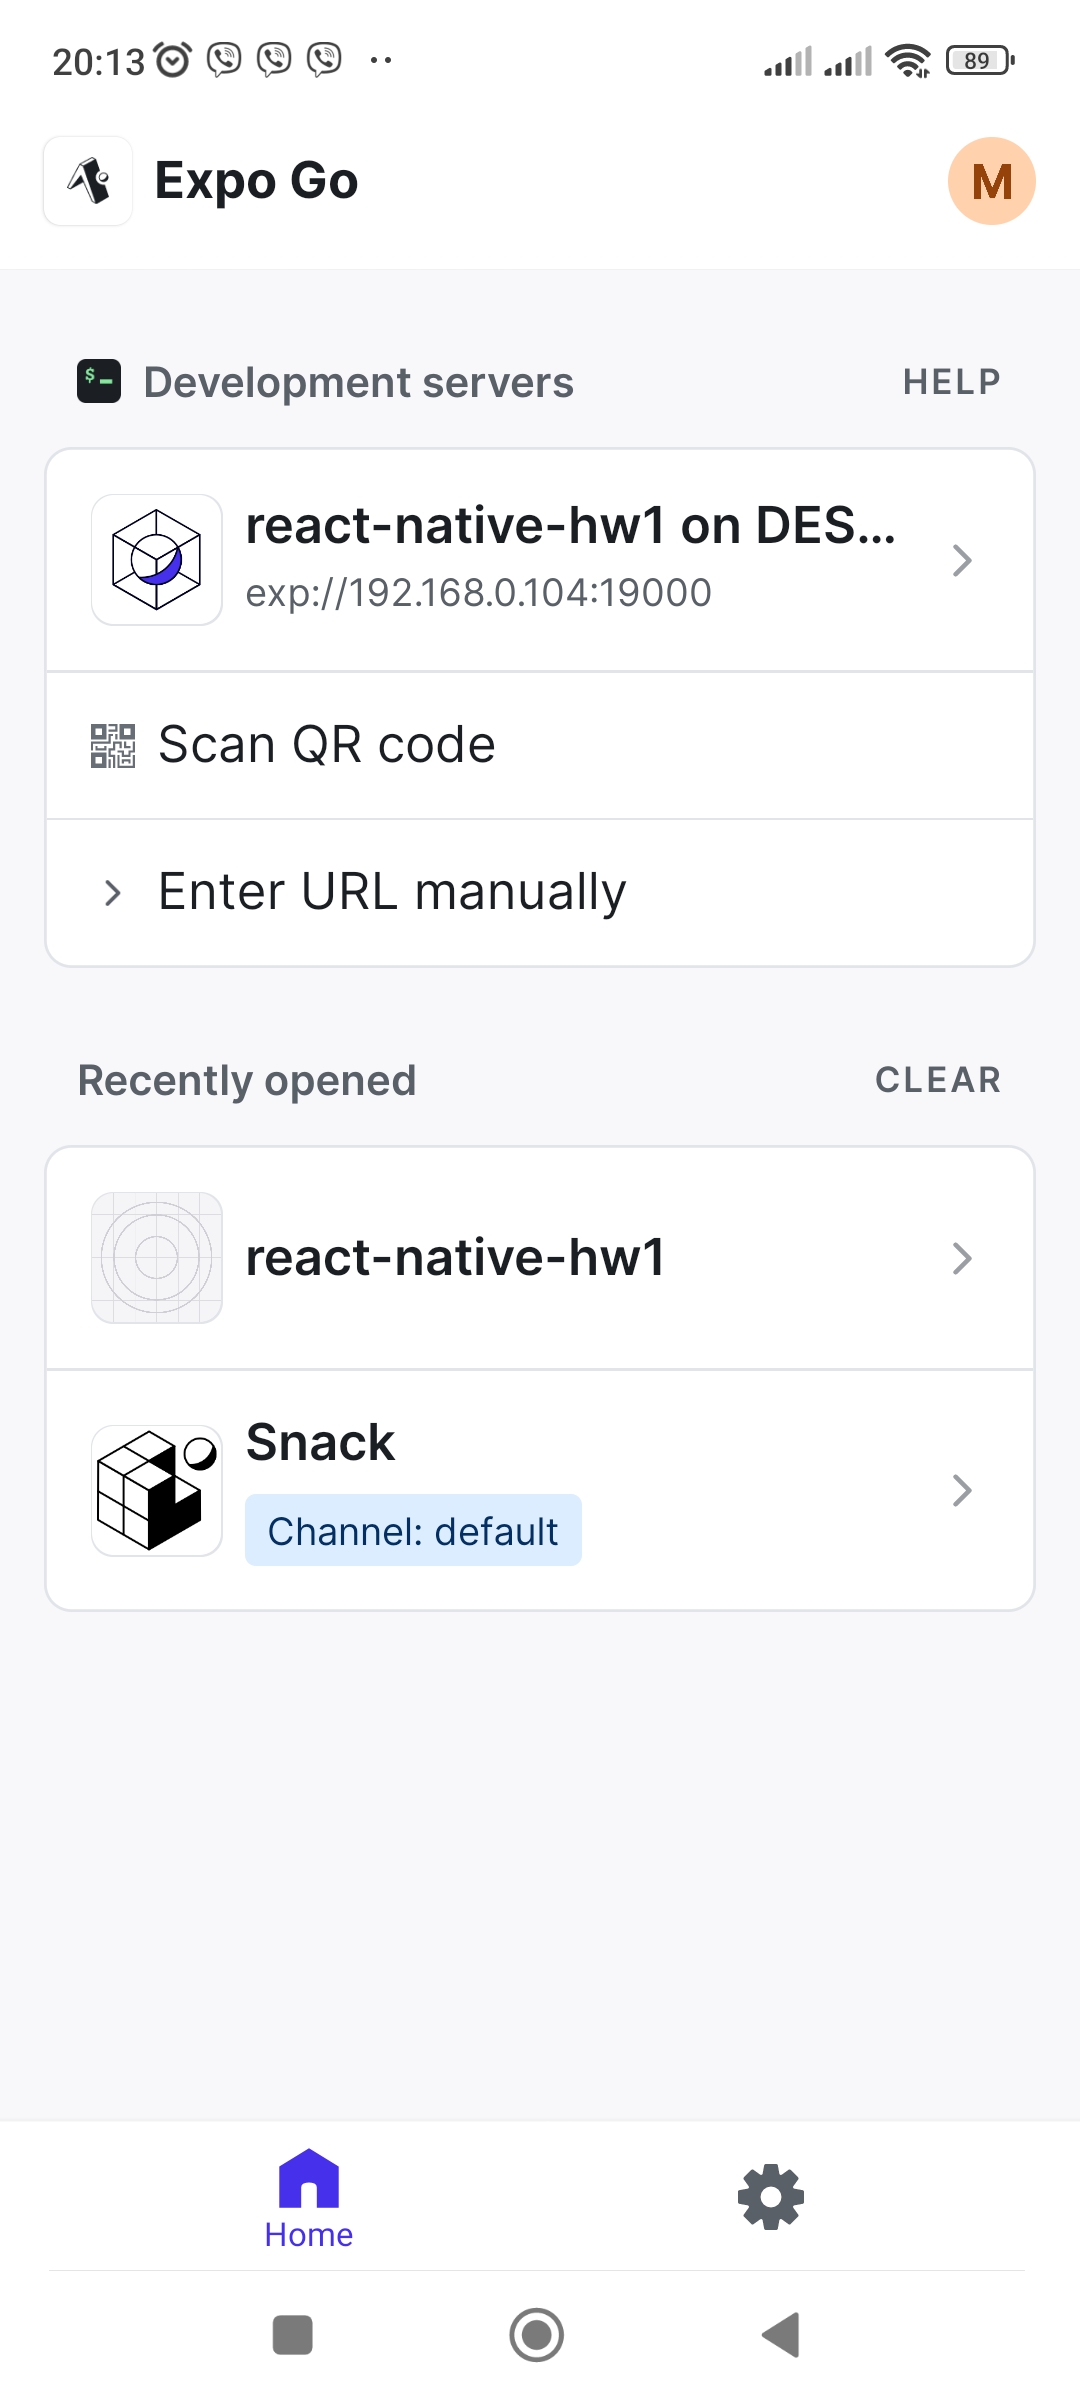 20:13
89
Expo Go
M
Development servers
HELP
react-native-hw1 on DES...
exp://192.168.0.104:19000
Scan QR code
Enter URL manually
Recently opened
CLEAR
react-native-hw1
Snack
Channel: default
Home